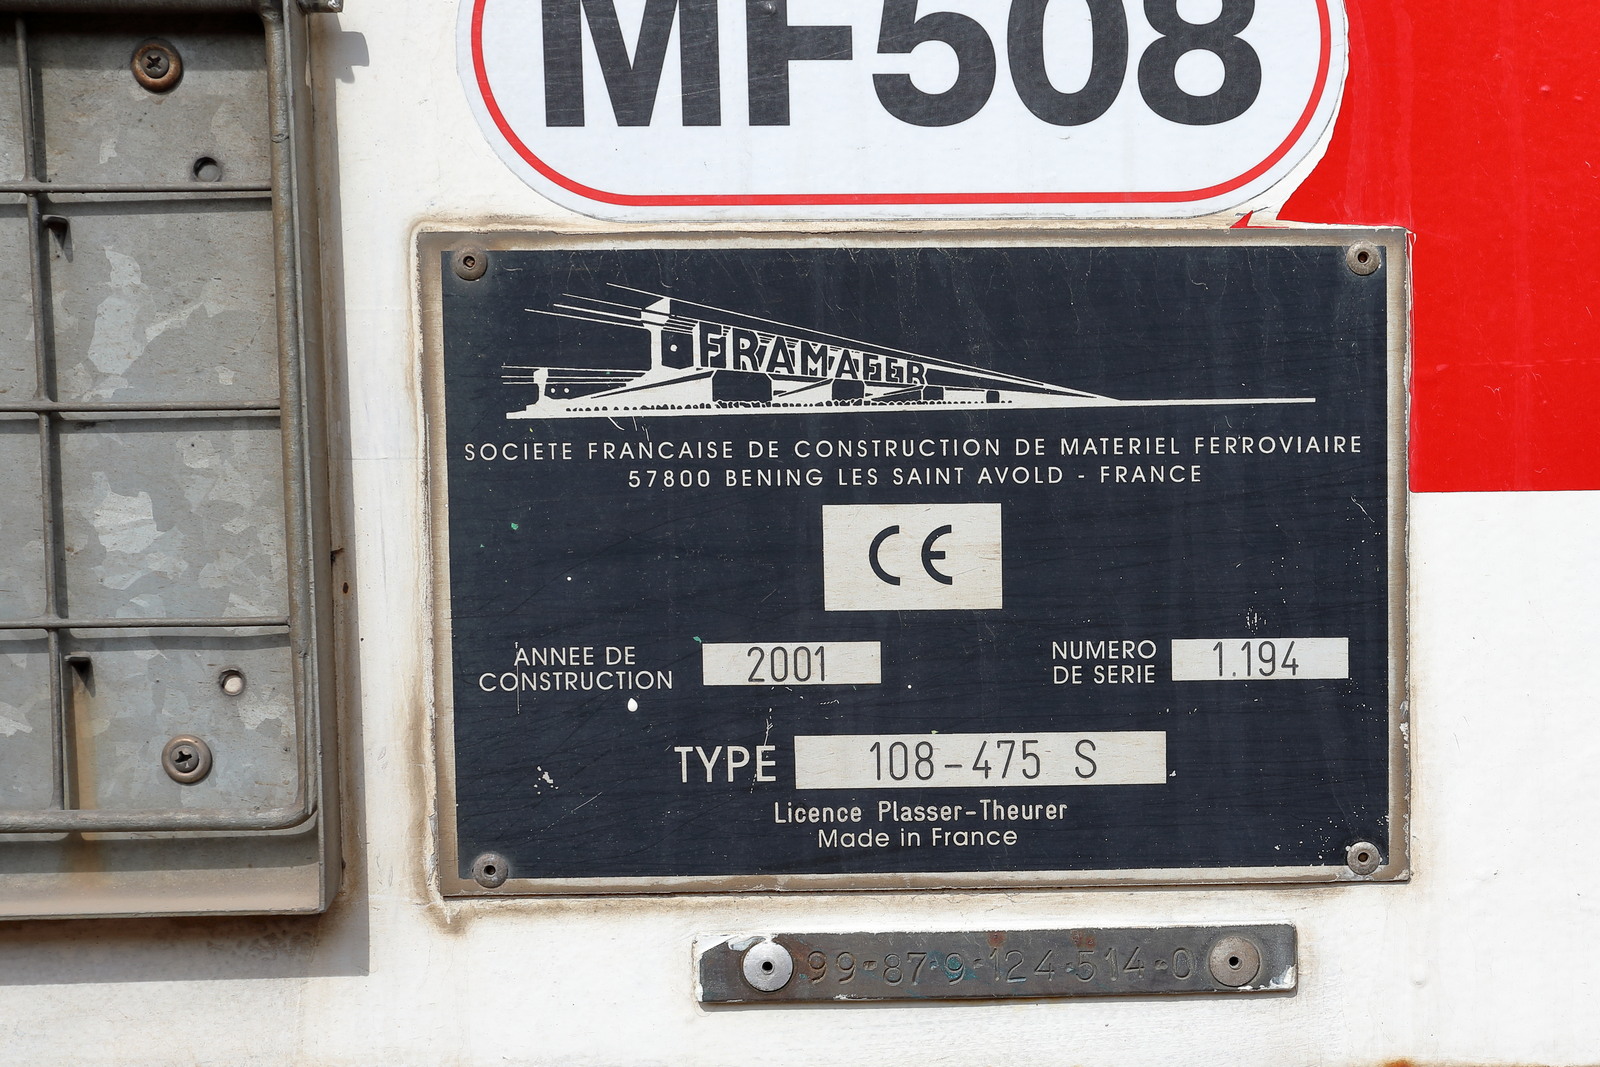 MF508
FRAMAFER
SOCIETE FRANCAISE DE CONSTRUCTION DE MATERIEL FERROVIAIRE
57800 BENING LES SAINT AVOLD - FRANCE
CE
ANNEE DE
CONSTRUCTION
2001
NUMERO
DE SERIE
1.194
TYPE 108-475 S
Licence Plasser-Theurer
Made in France
99-87-9-124-514-0